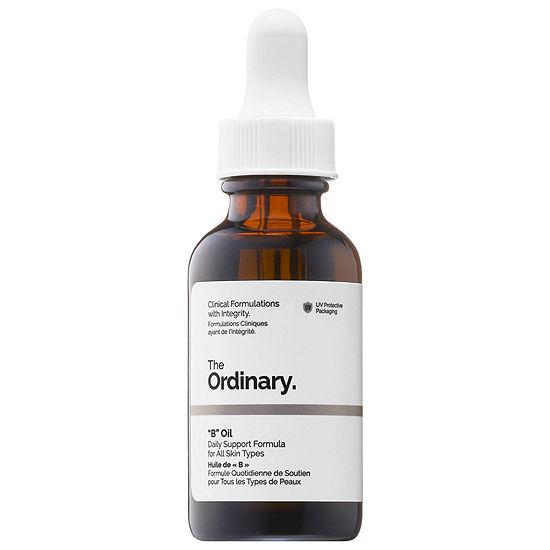 Clinical Formulations
with Integrity.
Formulations Cliniques
ayant de l'Intégrité.
UV Protective
Packaging
The
Ordinary.
"B" Oil
Daily Support Formula
for All Skin Types
Huile de « B »
Formule Quotidienne de Soutien
pour Tous les Types de Peaux